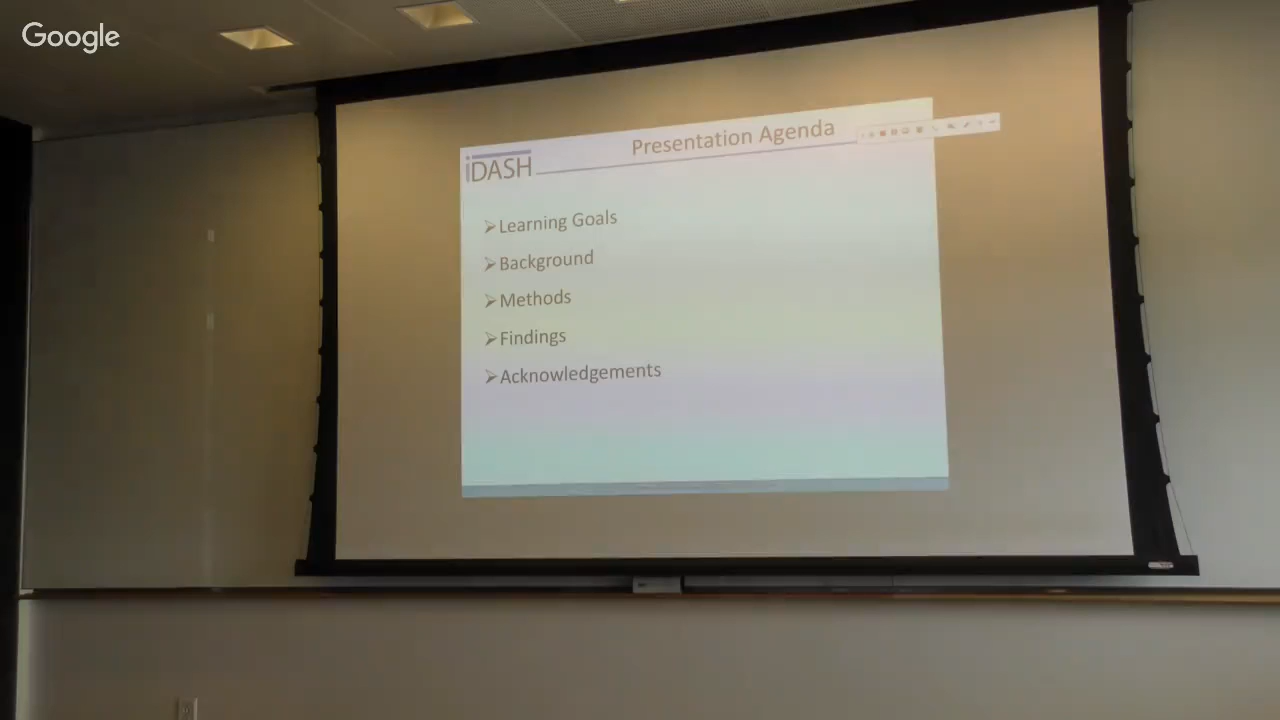 Google
Presentation Agenda
iDASH
➢Learning Goals
➢Background
➢Methods
➢Findings
➢Acknowledgements